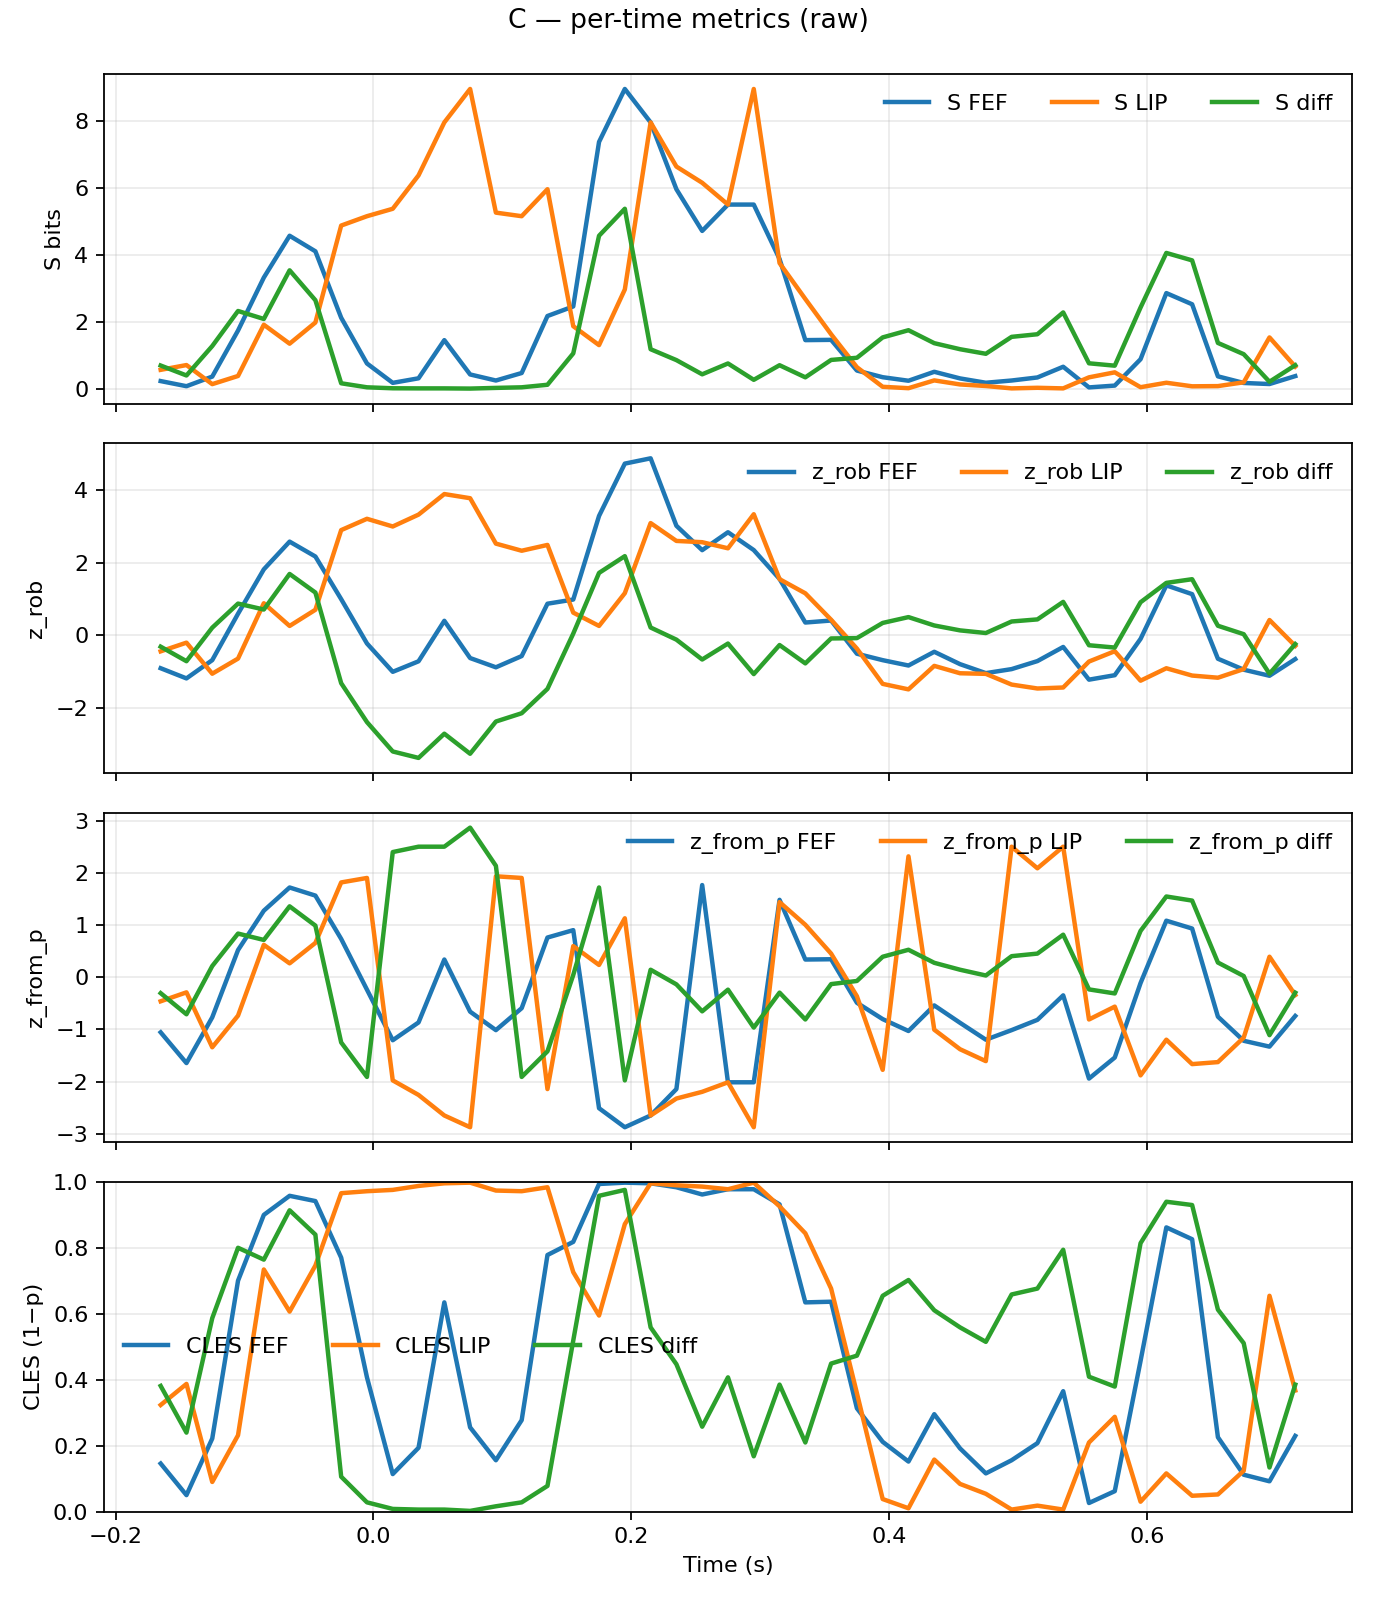 C — per-time metrics (raw)
S FEF S LIP S diff
8
6
4
2
0
S bits
z_rob FEF z_rob LIP z_rob diff
4
2
0
−2
z_rob
z_from_p FEF z_from_p LIP z_from_p diff
3
2
1
0
−1
−2
−3
z_from_p
CLES FEF CLES LIP CLES diff
1.0
0.8
0.6
0.4
0.2
0.0
CLES (1−p)
−0.2 0.0 0.2 0.4 0.6
Time (s)